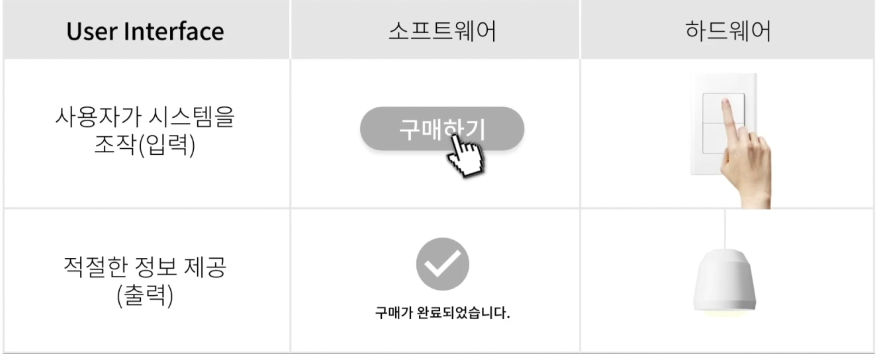 User Interface
소프트웨어
하드웨어
사용자가 시스템을
조작(입력)
구매하기
적절한 정보 제공
(출력)
구매가 완료되었습니다.